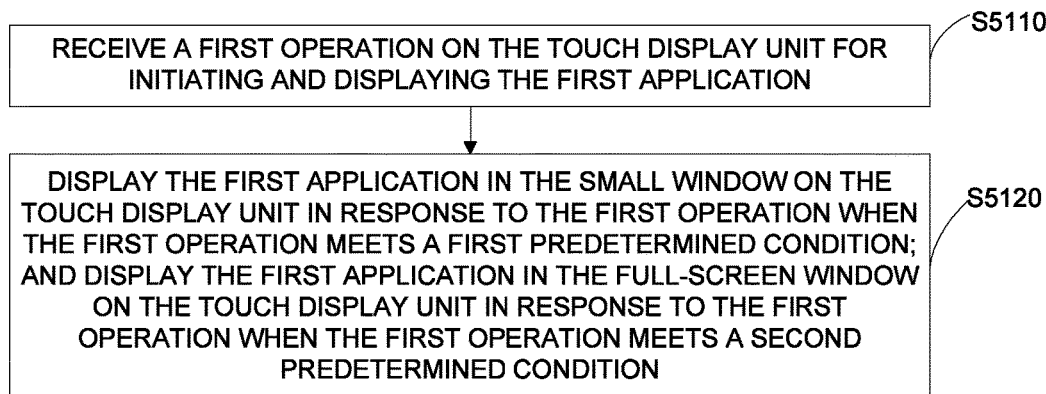 S5110
RECEIVE A FIRST OPERATION ON THE TOUCH DISPLAY UNIT FOR
INITIATING AND DISPLAYING THE FIRST APPLICATION
DISPLAY THE FIRST APPLICATION IN THE SMALL WINDOW ON THE
TOUCH DISPLAY UNIT IN RESPONSE TO THE FIRST OPERATION WHEN
THE FIRST OPERATION MEETS A FIRST PREDETERMINED CONDITION;
AND DISPLAY THE FIRST APPLICATION IN THE FULL-SCREEN WINDOW
ON THE TOUCH DISPLAY UNIT IN RESPONSE TO THE FIRST
OPERATION WHEN THE FIRST OPERATION MEETS A SECOND
PREDETERMINED CONDITION
S5120